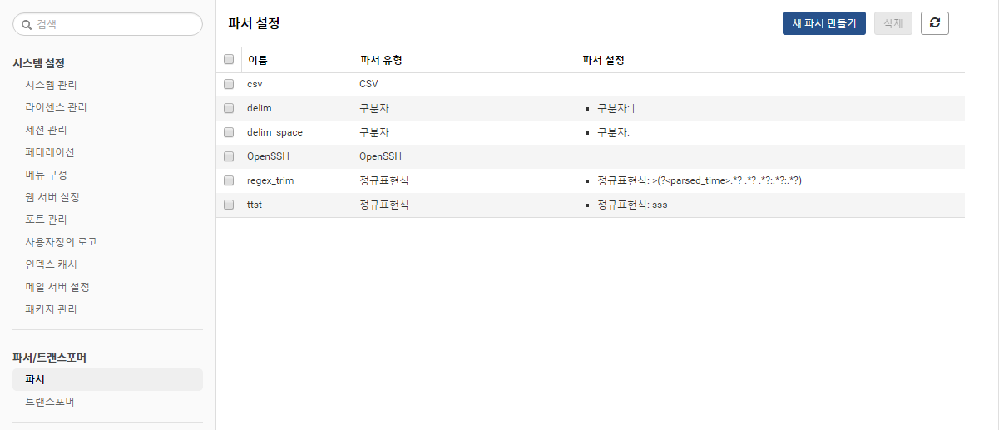 검색
시스템 설정
시스템 관리
라이센스 관리
세션 관리
페더레이션
메뉴 구성
웹 서버 설정
포트 관리
사용자정의 로고
인덱스 캐시
메일 서버 설정
패키지 관리
파서/트랜스포머
파서
트랜스포머
파서 설정
새 파서 만들기
삭제
이름 파서 유형 파서 설정
csv CSV
delim 구분자 ▪ 구분자: |
delim_space 구분자 ▪ 구분자:
OpenSSH OpenSSH
regex_trim 정규표현식 ▪ 정규표현식: >(?<parsed_time>.*? .*? .*?:.*?:.*?)
ttst 정규표현식 ▪ 정규표현식: sss